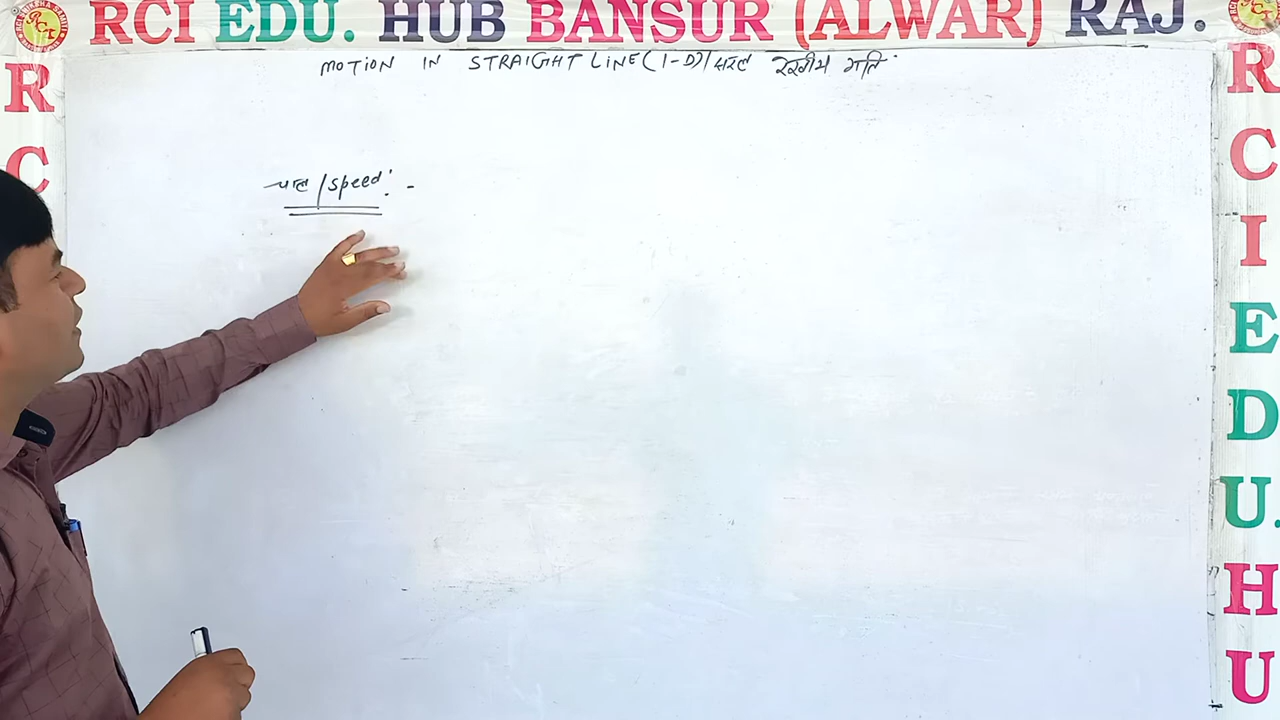 RCI EDU. HUB BANSUR (ALWAR) RAJ.
MOTION IN STRAIGHT LINE (1-D) / सरल रेखीय गति
चाल / speed : -
R
C
R
C
I
E
D
U.
H
U